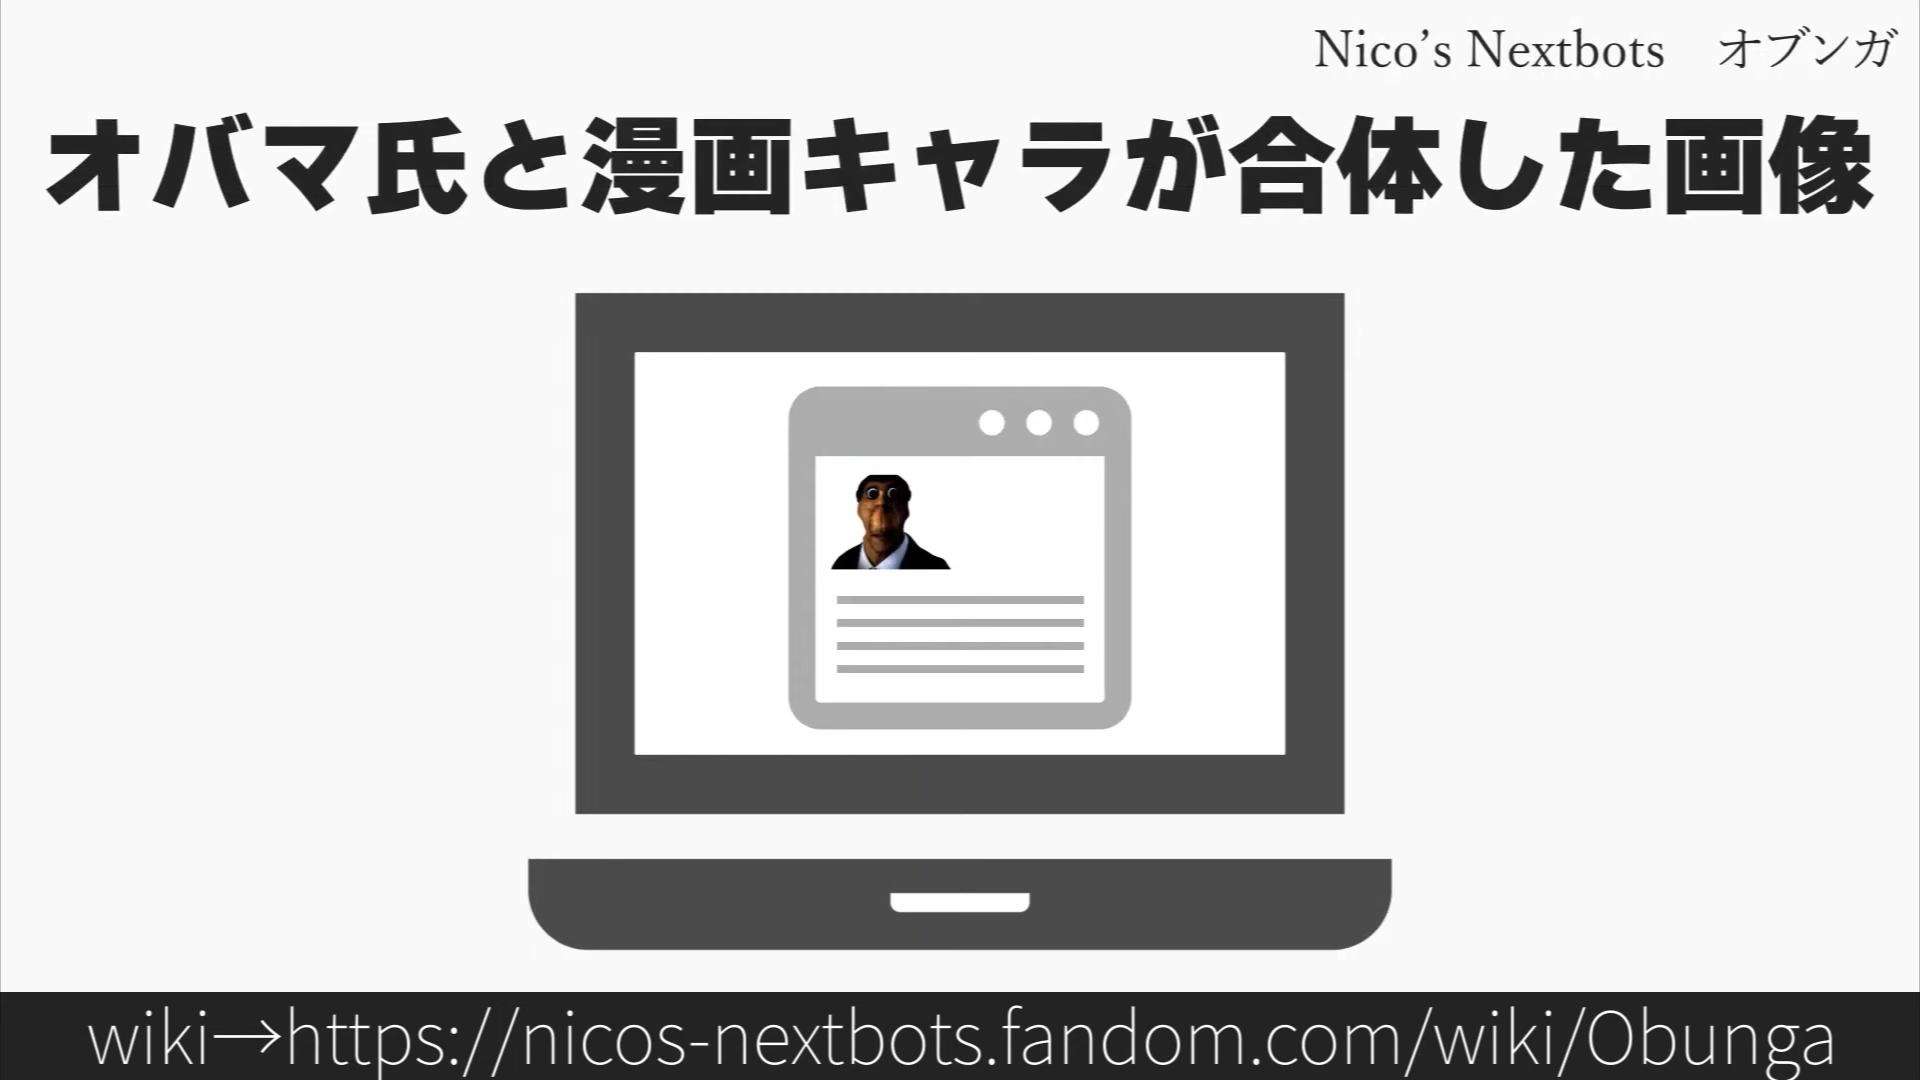 Nico’s Nextbots　オブンガ
オバマ氏と漫画キャラが合体した画像
wiki→https://nicos-nextbots.fandom.com/wiki/Obunga